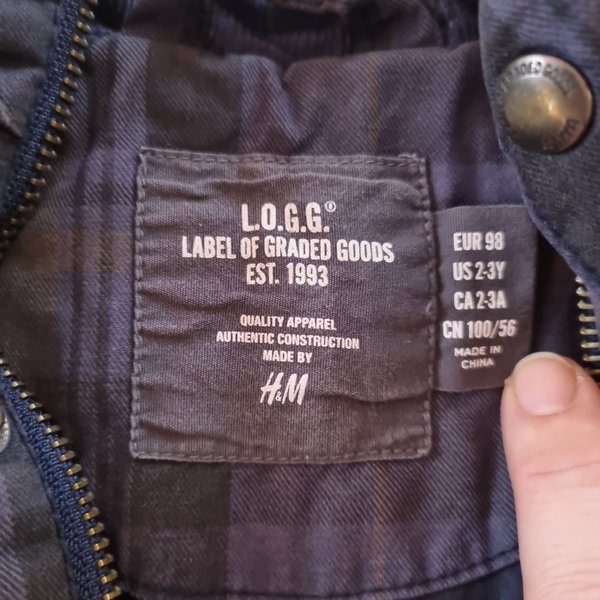 L.O.G.G.®
LABEL OF GRADED GOODS
EST. 1993
QUALITY APPAREL
AUTHENTIC CONSTRUCTION
MADE BY
H&M
EUR 98
US 2-3Y
CA 2-3A
CN 100/56
MADE IN
CHINA